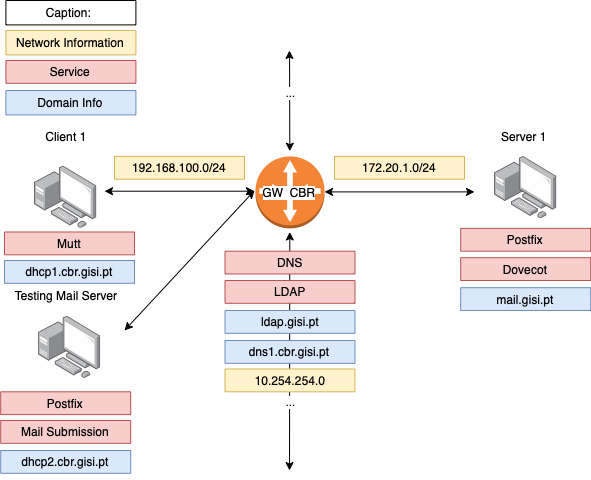 Caption:
Network Information
Service
Domain Info
...
Client 1
Server 1
192.168.100.0/24
172.20.1.0/24
GW CBR
Mutt
dhcp1.cbr.gisi.pt
Postfix
Dovecot
mail.gisi.pt
DNS
LDAP
ldap.gisi.pt
dns1.cbr.gisi.pt
10.254.254.0
...
Testing Mail Server
Postfix
Mail Submission
dhcp2.cbr.gisi.pt